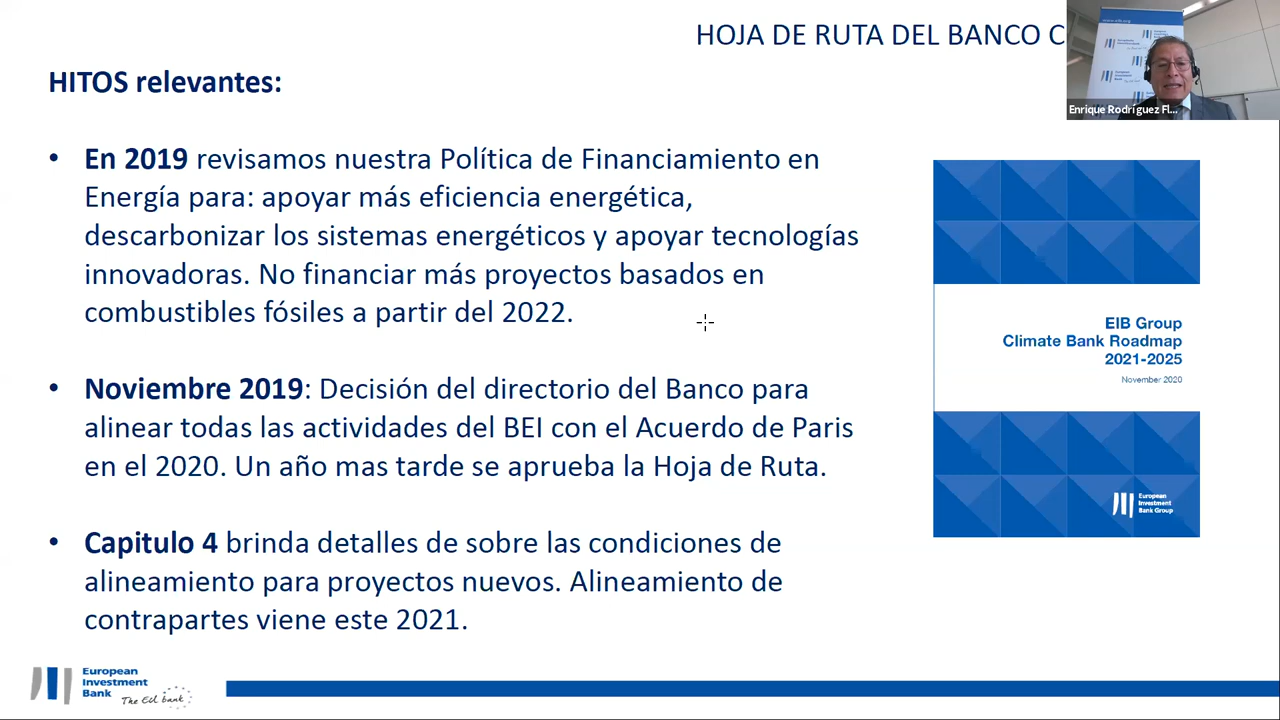 HOJA DE RUTA DEL BANCO C
HITOS relevantes:
Enrique Rodríguez Fl...
• En 2019 revisamos nuestra Política de Financiamiento en
Energía para: apoyar más eficiencia energética,
descarbonizar los sistemas energéticos y apoyar tecnologías
innovadoras. No financiar más proyectos basados en
combustibles fósiles a partir del 2022.
• Noviembre 2019: Decisión del directorio del Banco para
alinear todas las actividades del BEI con el Acuerdo de Paris
en el 2020. Un año mas tarde se aprueba la Hoja de Ruta.
• Capitulo 4 brinda detalles de sobre las condiciones de
alineamiento para proyectos nuevos. Alineamiento de
contrapartes viene este 2021.
EIB Group
Climate Bank Roadmap
2021-2025
November 2020
European
Investment
Bank Group
European
Investment
Bank
The EU bank